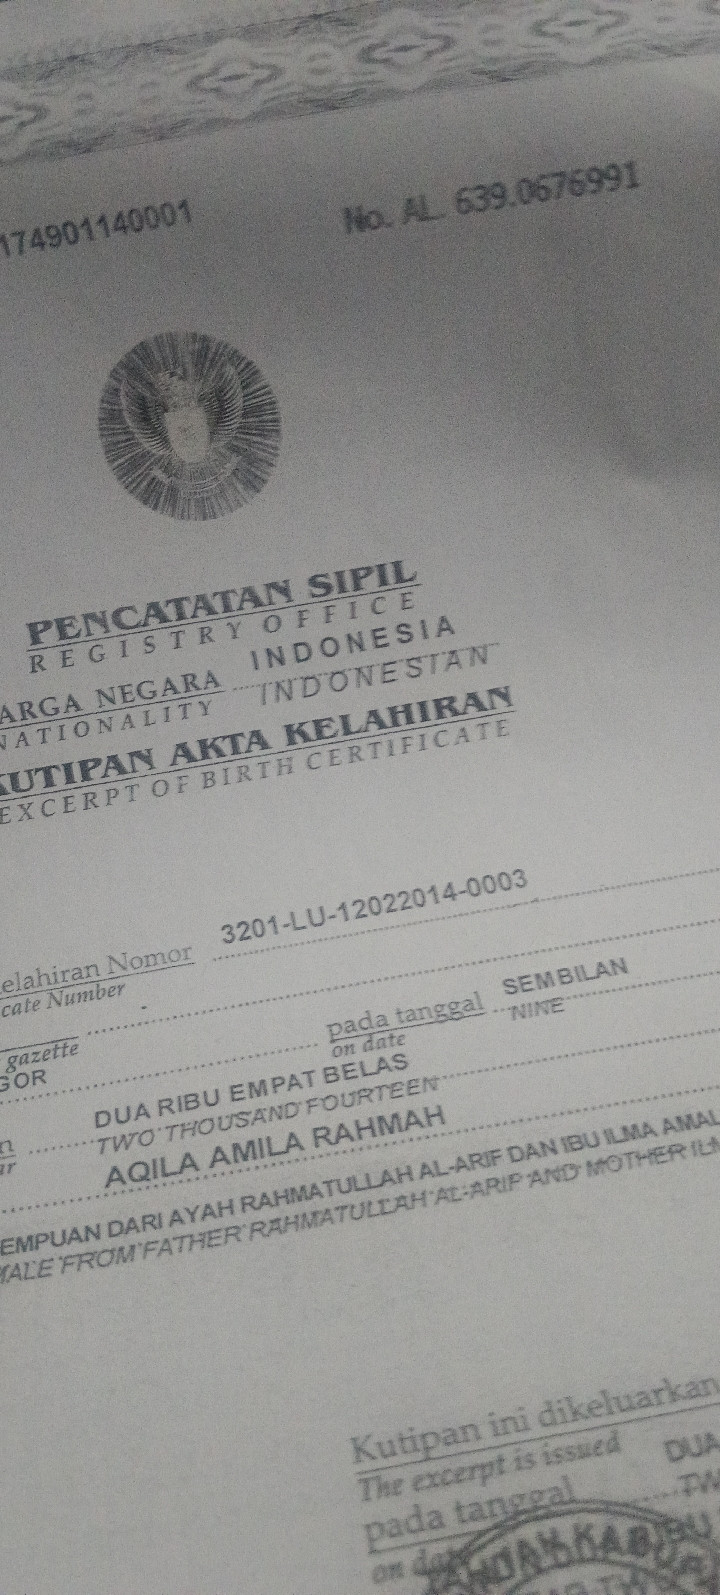 174901140001
No. AL. 639.0676991
PENCATATAN SIPIL
REGISTRY OFFICE
ARGA NEGARA INDONESIA
NATIONALITY INDONESIAN
KUTIPAN AKTA KELAHIRAN
EXCERPT OF BIRTH CERTIFICATE
elahiran Nomor 3201-LU-12022014-0003
cate Number
gazette
GOR pada tanggal SEMBILAN
on date NINE
DUA RIBU EMPAT BELAS
TWO THOUSAND FOURTEEN
AQILA AMILA RAHMAH
EMPUAN DARI AYAH RAHMATULLAH AL-ARIF DAN IBU ILMA AMAL
MALE FROM FATHER RAHMATULLAH AL-ARIF AND MOTHER
Kutipan ini dikeluarkan
The excerpt is issued
pada tanggal DUA
on